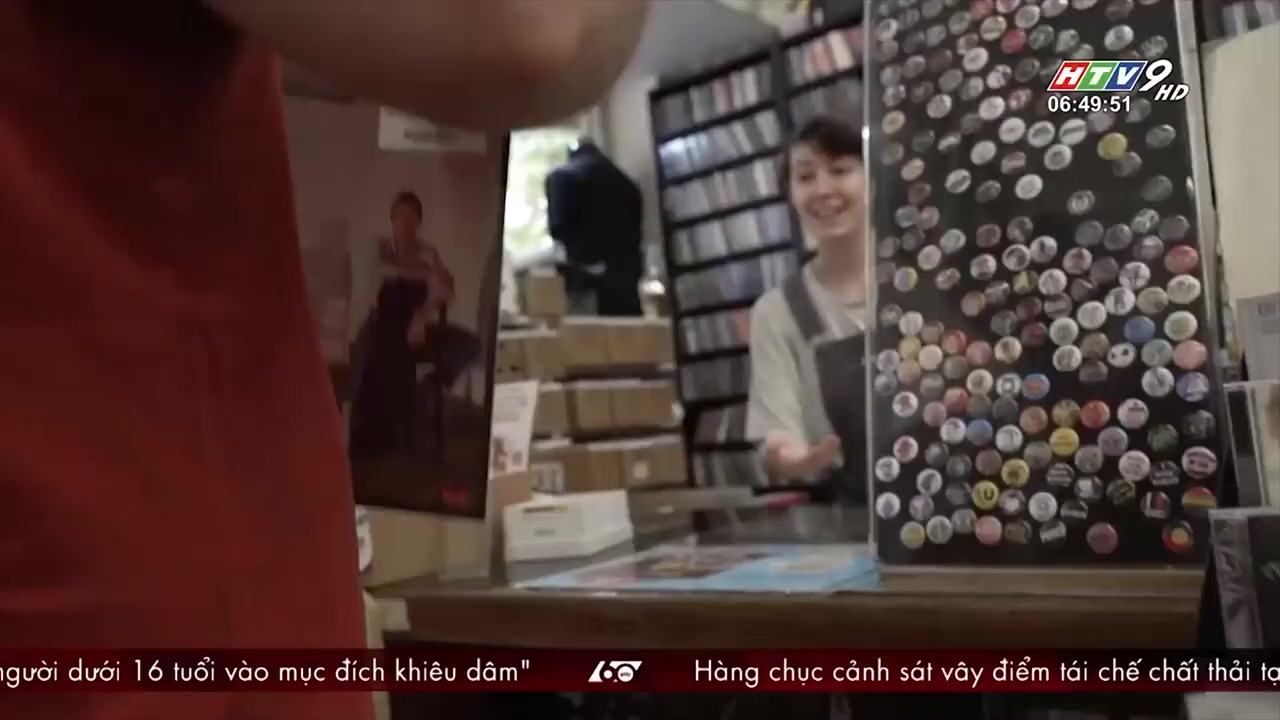 HTV9 HD
06:49:51
người dưới 16 tuổi vào mục đích khiêu dâm" 60 Hàng chục cảnh sát vây điểm tái chế chất thải tạ